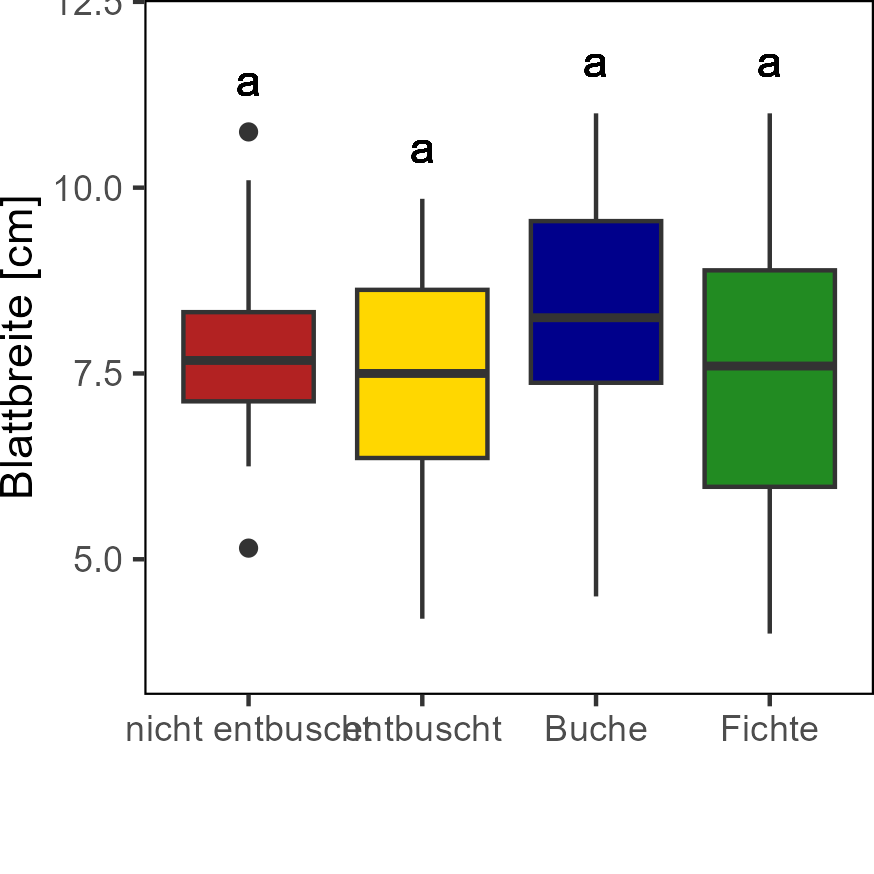 12.5
a
a
a
a
10.0
7.5
5.0
Blattbreite [cm]
nicht entbuscht
entbuscht
Buche
Fichte